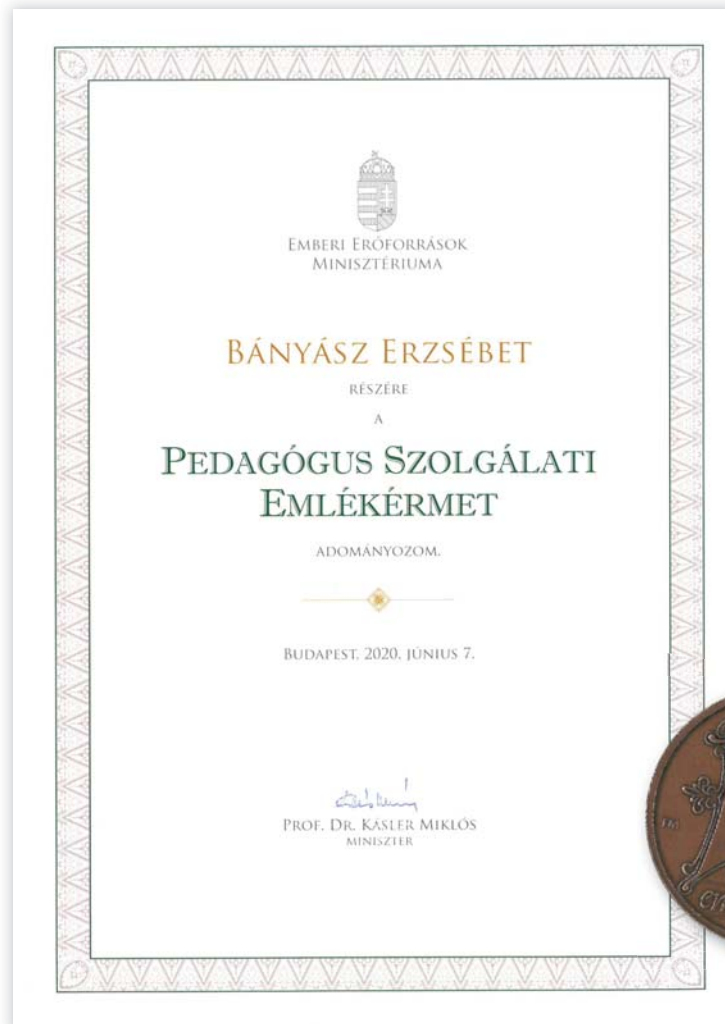 EMBERI ERŐFORRÁSOK
MINISZTÉRIUMA
BÁNYÁSZ ERZSÉBET
RÉSZÉRE
A
PEDAGÓGUS SZOLGÁLATI
EMLÉKÉRMET
ADOMÁNYOZOM.
BUDAPEST, 2020. JÚNIUS 7.
PROF. DR. KÁSLER MIKLÓS
MINISZTER